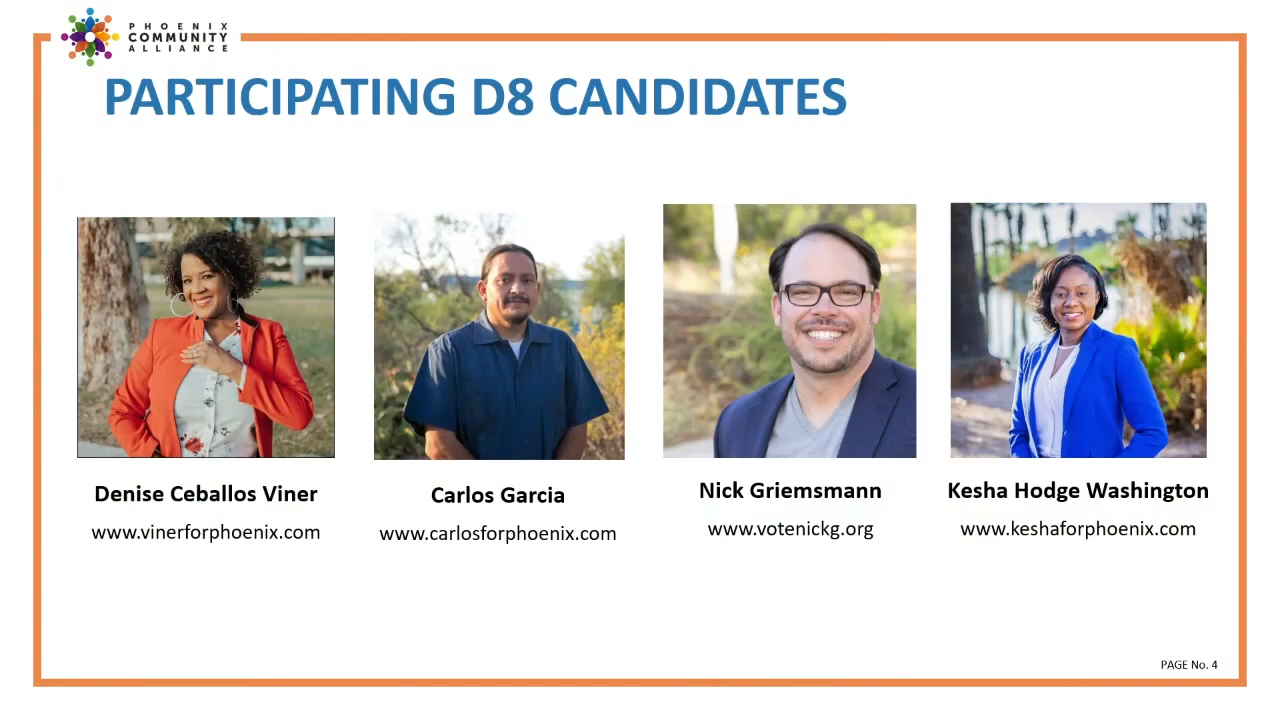 PHOENIX
COMMUNITY
ALLIANCE
PARTICIPATING D8 CANDIDATES
Denise Ceballos Viner
www.vinerforphoenix.com
Carlos Garcia
www.carlosforphoenix.com
Nick Griemsmann
www.votenickg.org
Kesha Hodge Washington
www.keshaforphoenix.com
PAGE No. 4